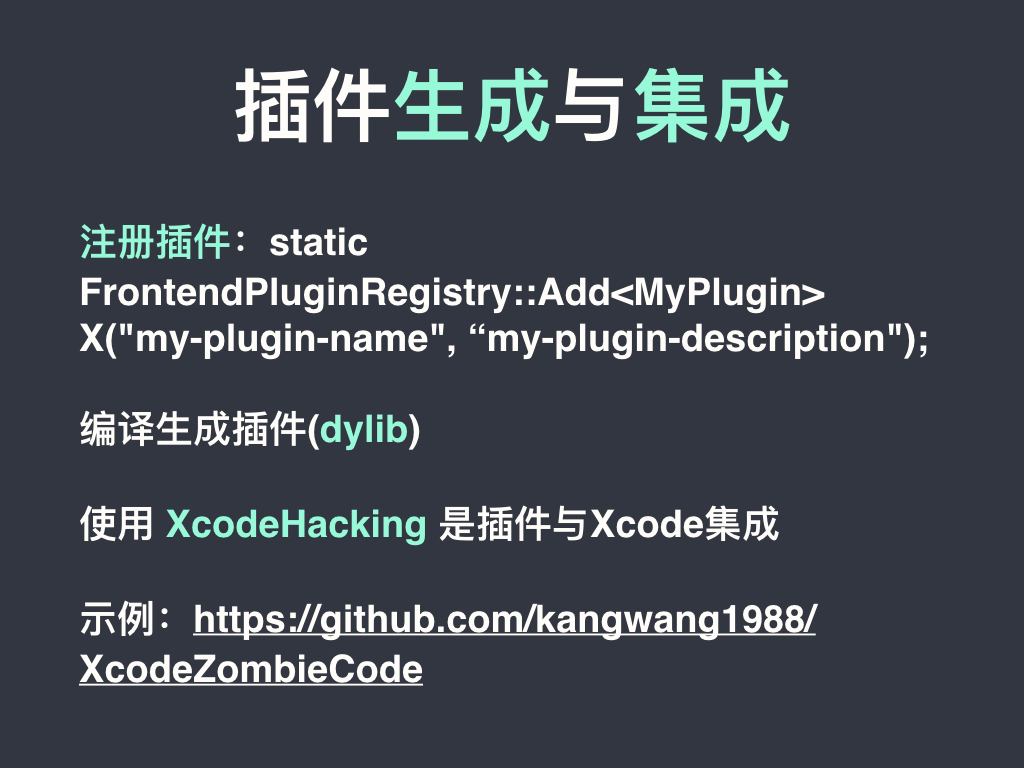 插件生成与集成
注册插件：static
FrontendPluginRegistry::Add<MyPlugin>
X("my-plugin-name", “my-plugin-description");
编译生成插件(dylib)
使用 XcodeHacking 是插件与Xcode集成
示例：https://github.com/kangwang1988/
XcodeZombieCode